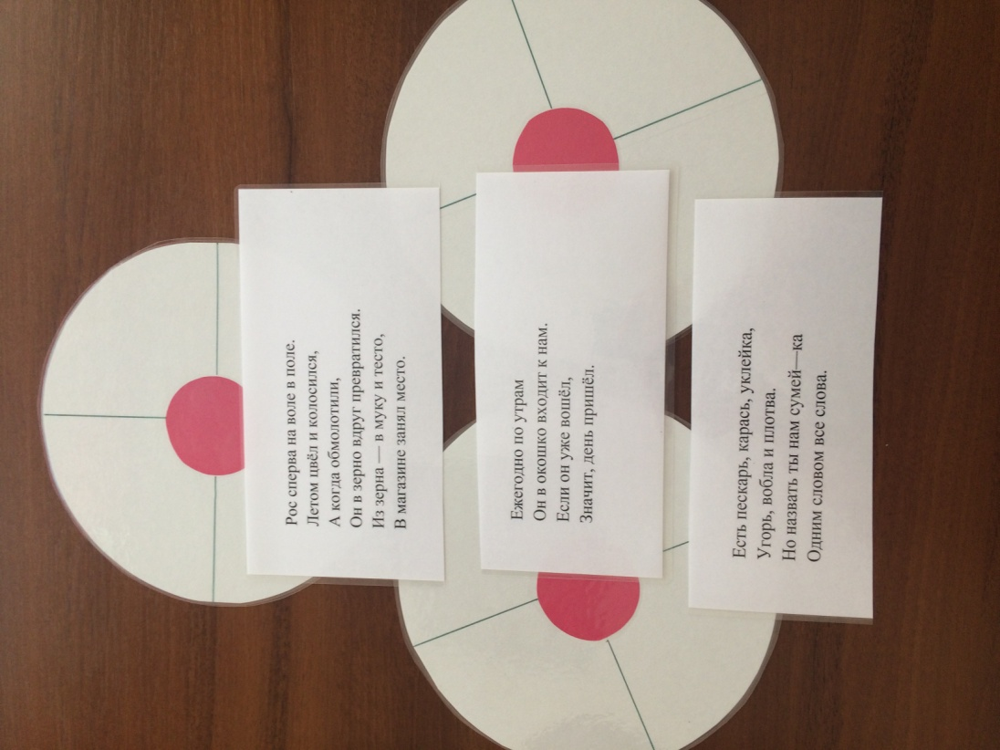 Рос сперва на воле в поле.
Летом цвёл и колосился,
А когда обмолотили,
Он в зерно вдруг превратился.
Из зерна — в муку и тесто,
В магазине занял место.
Ежегодно по утрам
Он в окошко входит к нам.
Если он уже вошёл,
Значит, день пришёл.
Есть пескарь, карась, уклейка,
Угорь, вобла и плотва.
Но назвать ты нам сумей—ка
Одним словом все слова.